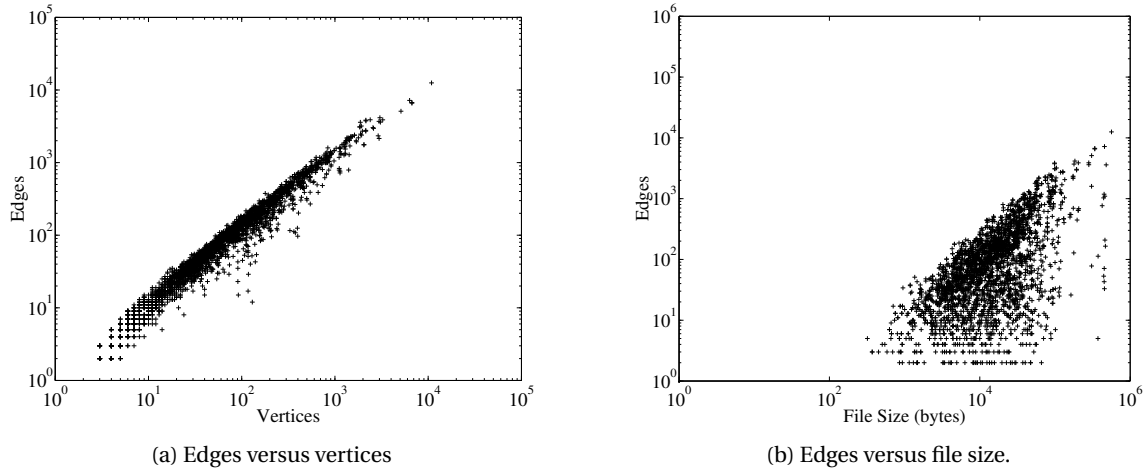 10^5
10^4
10^3
10^2
10^1
10^0
Edges
10^0 10^1 10^2 10^3 10^4 10^5
Vertices
(a) Edges versus vertices
10^6
10^5
10^4
10^3
10^2
10^1
10^0
Edges
10^0 10^2 10^4 10^6
File Size (bytes)
(b) Edges versus file size.